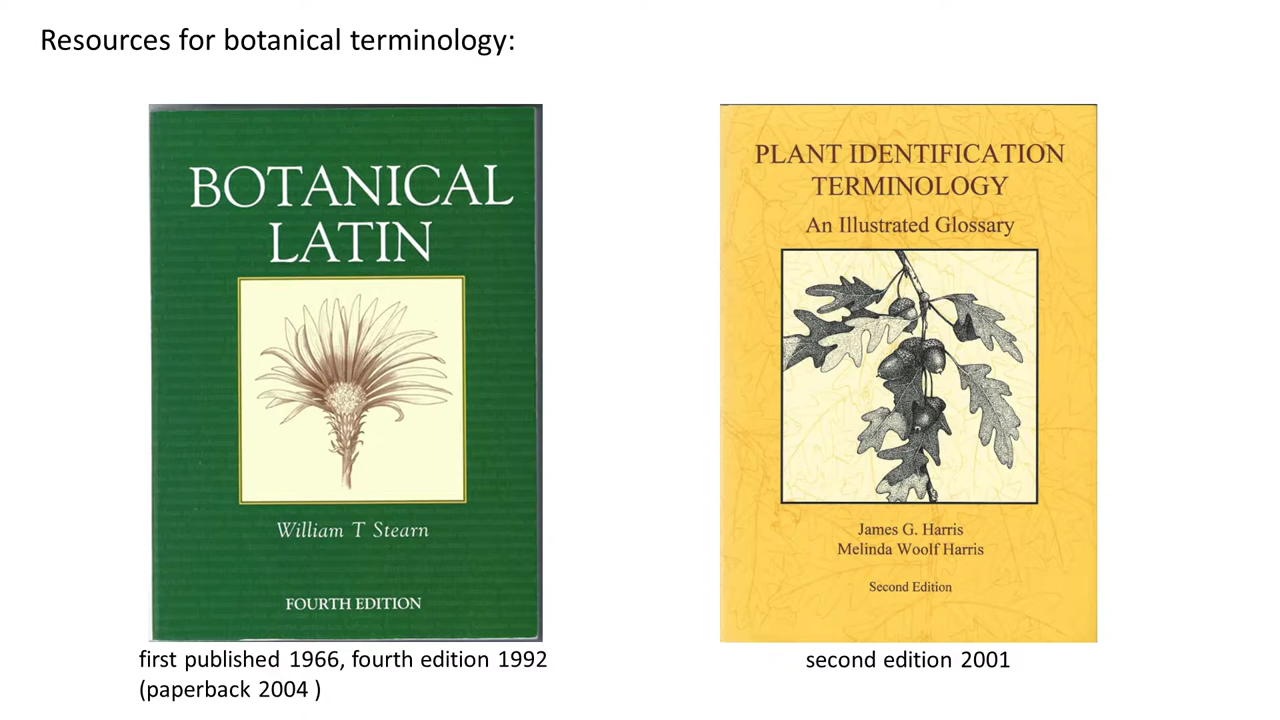 Resources for botanical terminology:
BOTANICAL
LATIN
William T Stearn
FOURTH EDITION
first published 1966, fourth edition 1992
(paperback 2004 )
PLANT IDENTIFICATION
TERMINOLOGY
An Illustrated Glossary
James G. Harris
Melinda Woolf Harris
Second Edition
second edition 2001